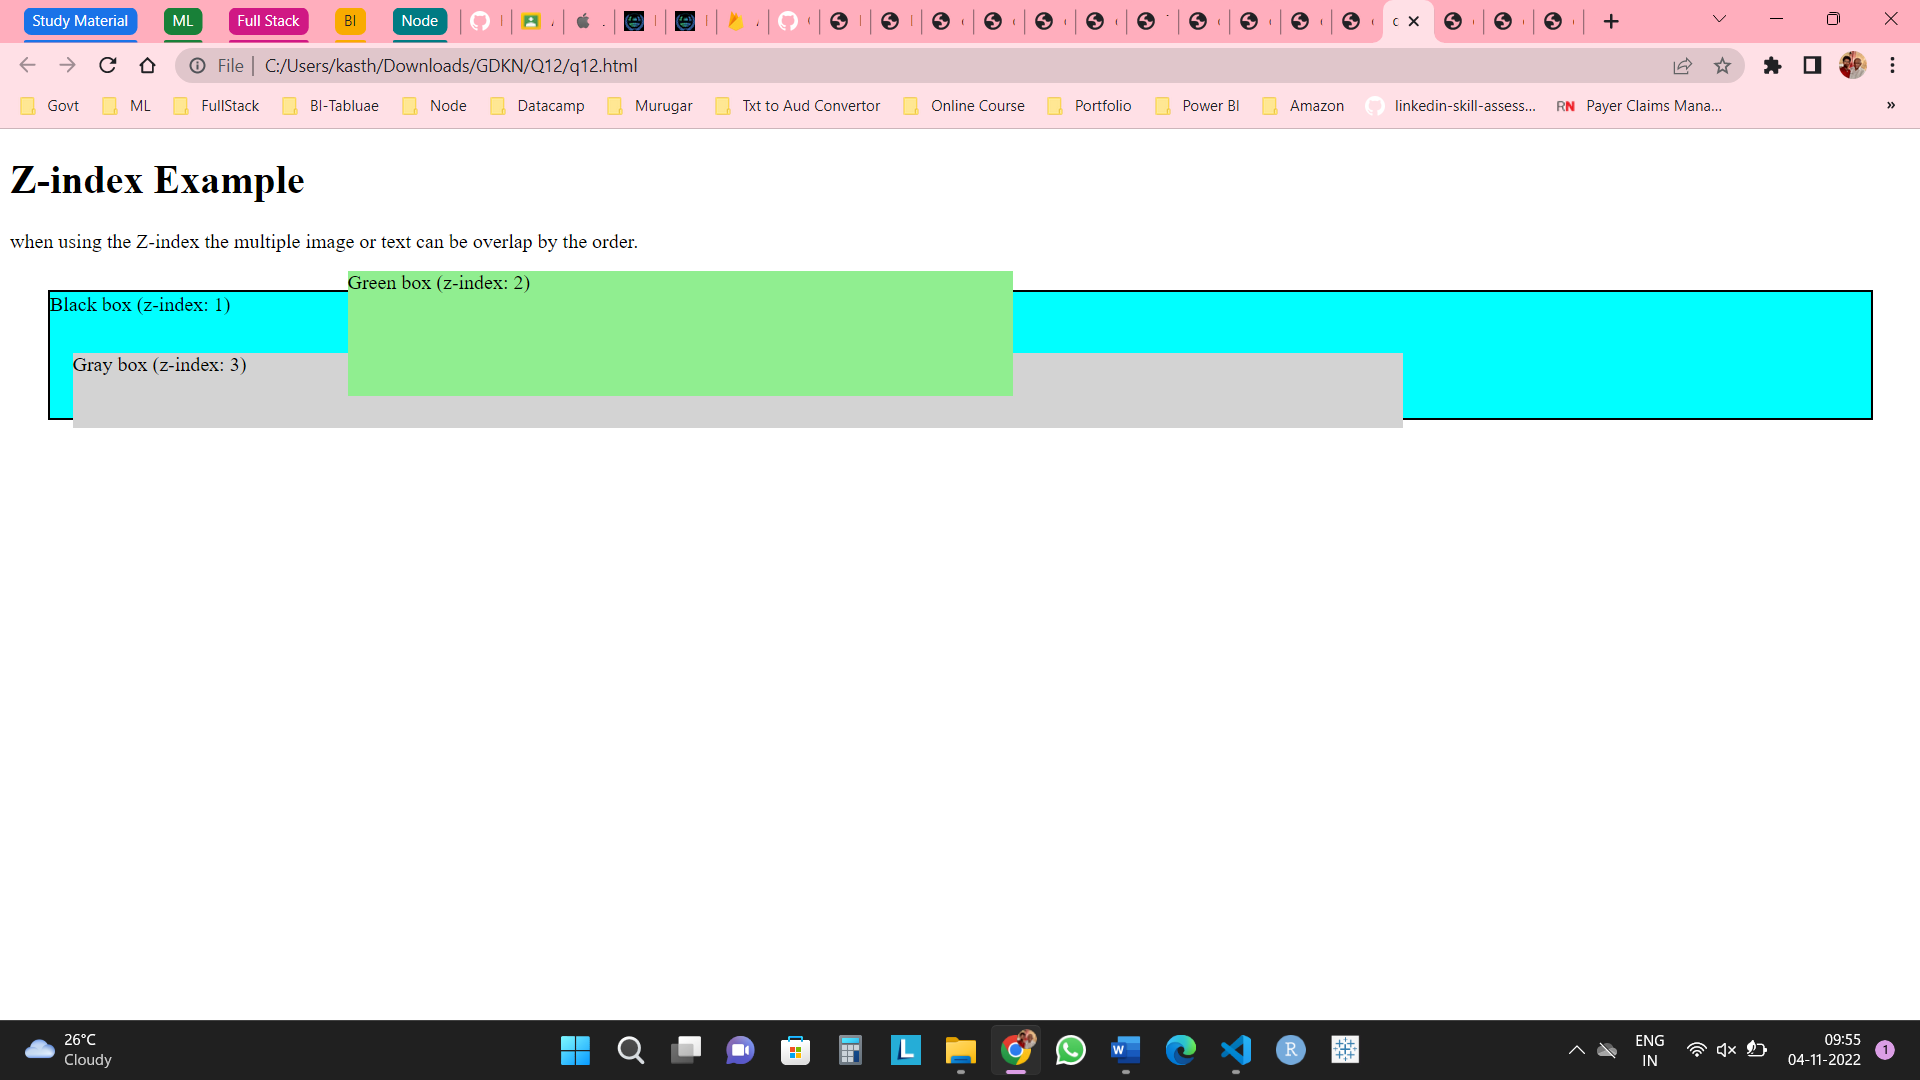 Study Material ML Full Stack BI Node
File C:/Users/kasth/Downloads/GDKN/Q12/q12.html
Govt ML FullStack BI-Tabluae Node Datacamp Murugar Txt to Aud Convertor Online Course Portfolio Power BI Amazon linkedin-skill-assess... RN Payer Claims Mana... »
Z-index Example
when using the Z-index the multiple image or text can be overlap by the order.
Green box (z-index: 2)
Black box (z-index: 1)
Gray box (z-index: 3)
26°C
Cloudy
ENG
IN
09:55
04-11-2022
1